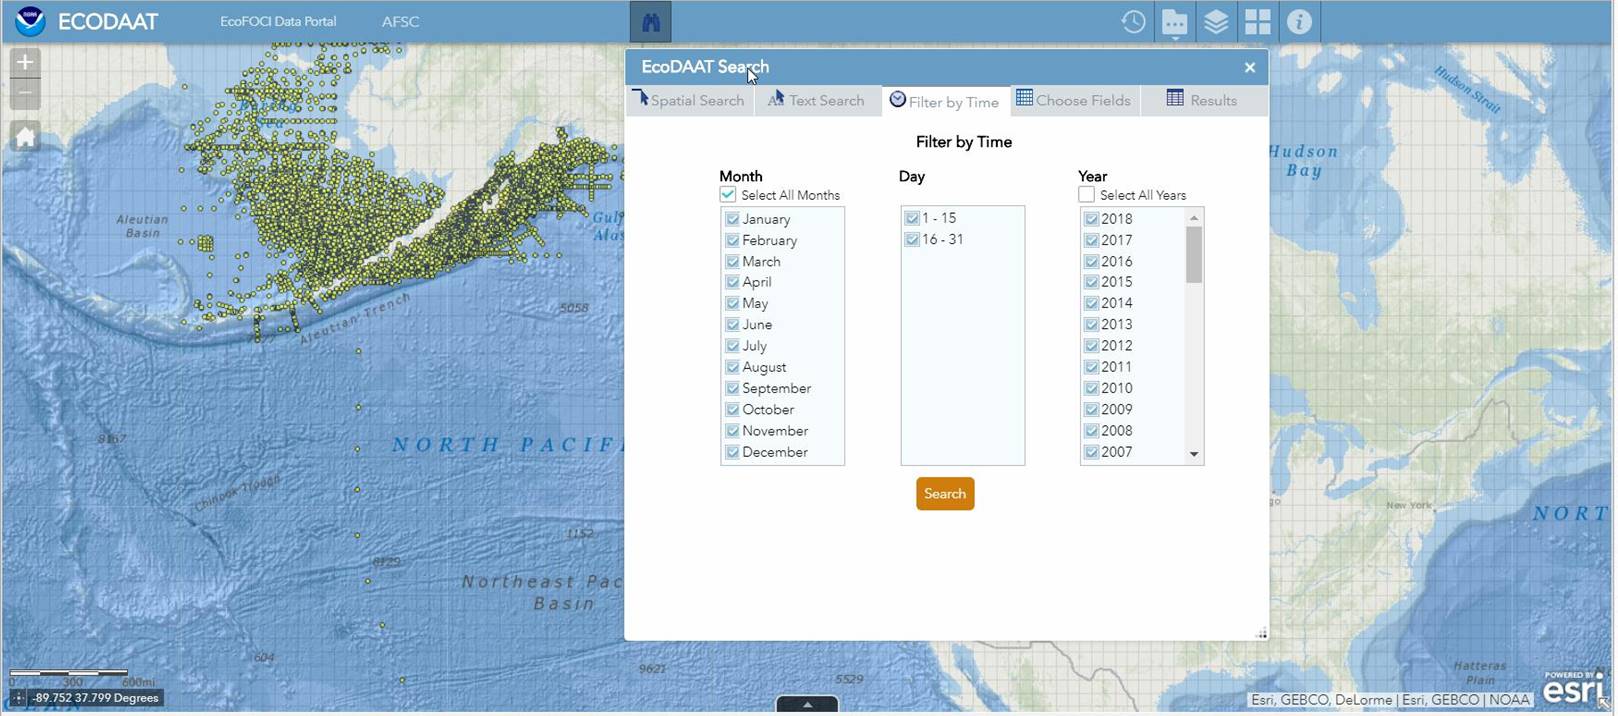 ECODAAT
EcoFOCI Data Portal
AFSC
EcoDAAT Search
Spatial Search
Text Search
Filter by Time
Choose Fields
Results
Filter by Time
Month
Select All Months
January
February
March
April
May
June
July
August
September
October
November
December
Day
1 - 15
16 - 31
Year
Select All Years
2018
2017
2016
2015
2014
2013
2012
2011
2010
2009
2008
2007
Search
Aleutian
Basin
Aleutian Trench
5058
8167
NORTH PACIFI
Chinook Trough
1152
8129
Northeast Pac
Basin
604
9621
5529
Hudson Strait
Hudson
Bay
New York
NORT
Hatteras
Plain
0 300 600mi
-89.752 37.799 Degrees
Esri, GEBCO, DeLorme | Esri, GEBCO | NOAA
POWERED BY
esri